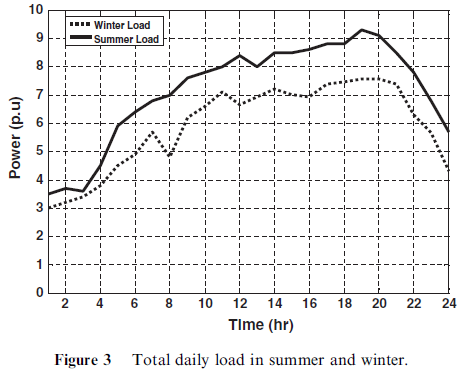 10
9
8
7
6
5
4
3
2
1
0
Power (p.u)
Winter Load
Summer Load
2 4 6 8 10 12 14 16 18 20 22 24
Time (hr)
Figure 3 Total daily load in summer and winter.